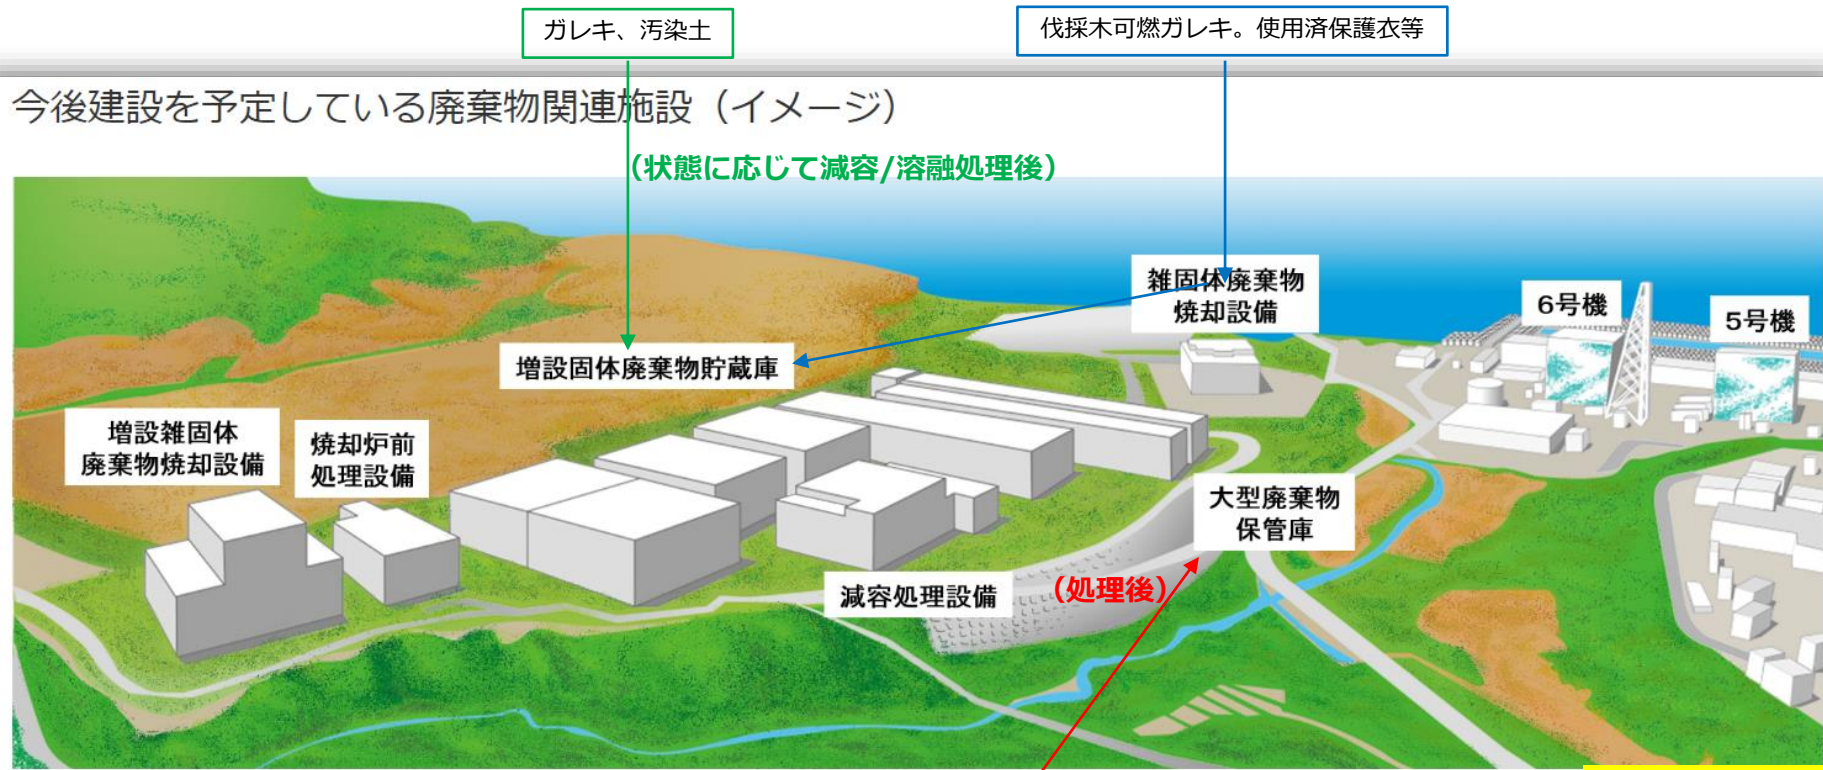 ガレキ、汚染土
伐採木可燃ガレキ。使用済保護衣等
今後建設を予定している廃棄物関連施設（イメージ）
（状態に応じて減容/溶融処理後）
雑固体廃棄物
焼却設備
6号機
5号機
増設固体廃棄物貯蔵庫
増設雑固体
廃棄物焼却設備
焼却炉前
処理設備
大型廃棄物
保管庫
減容処理設備
（処理後）